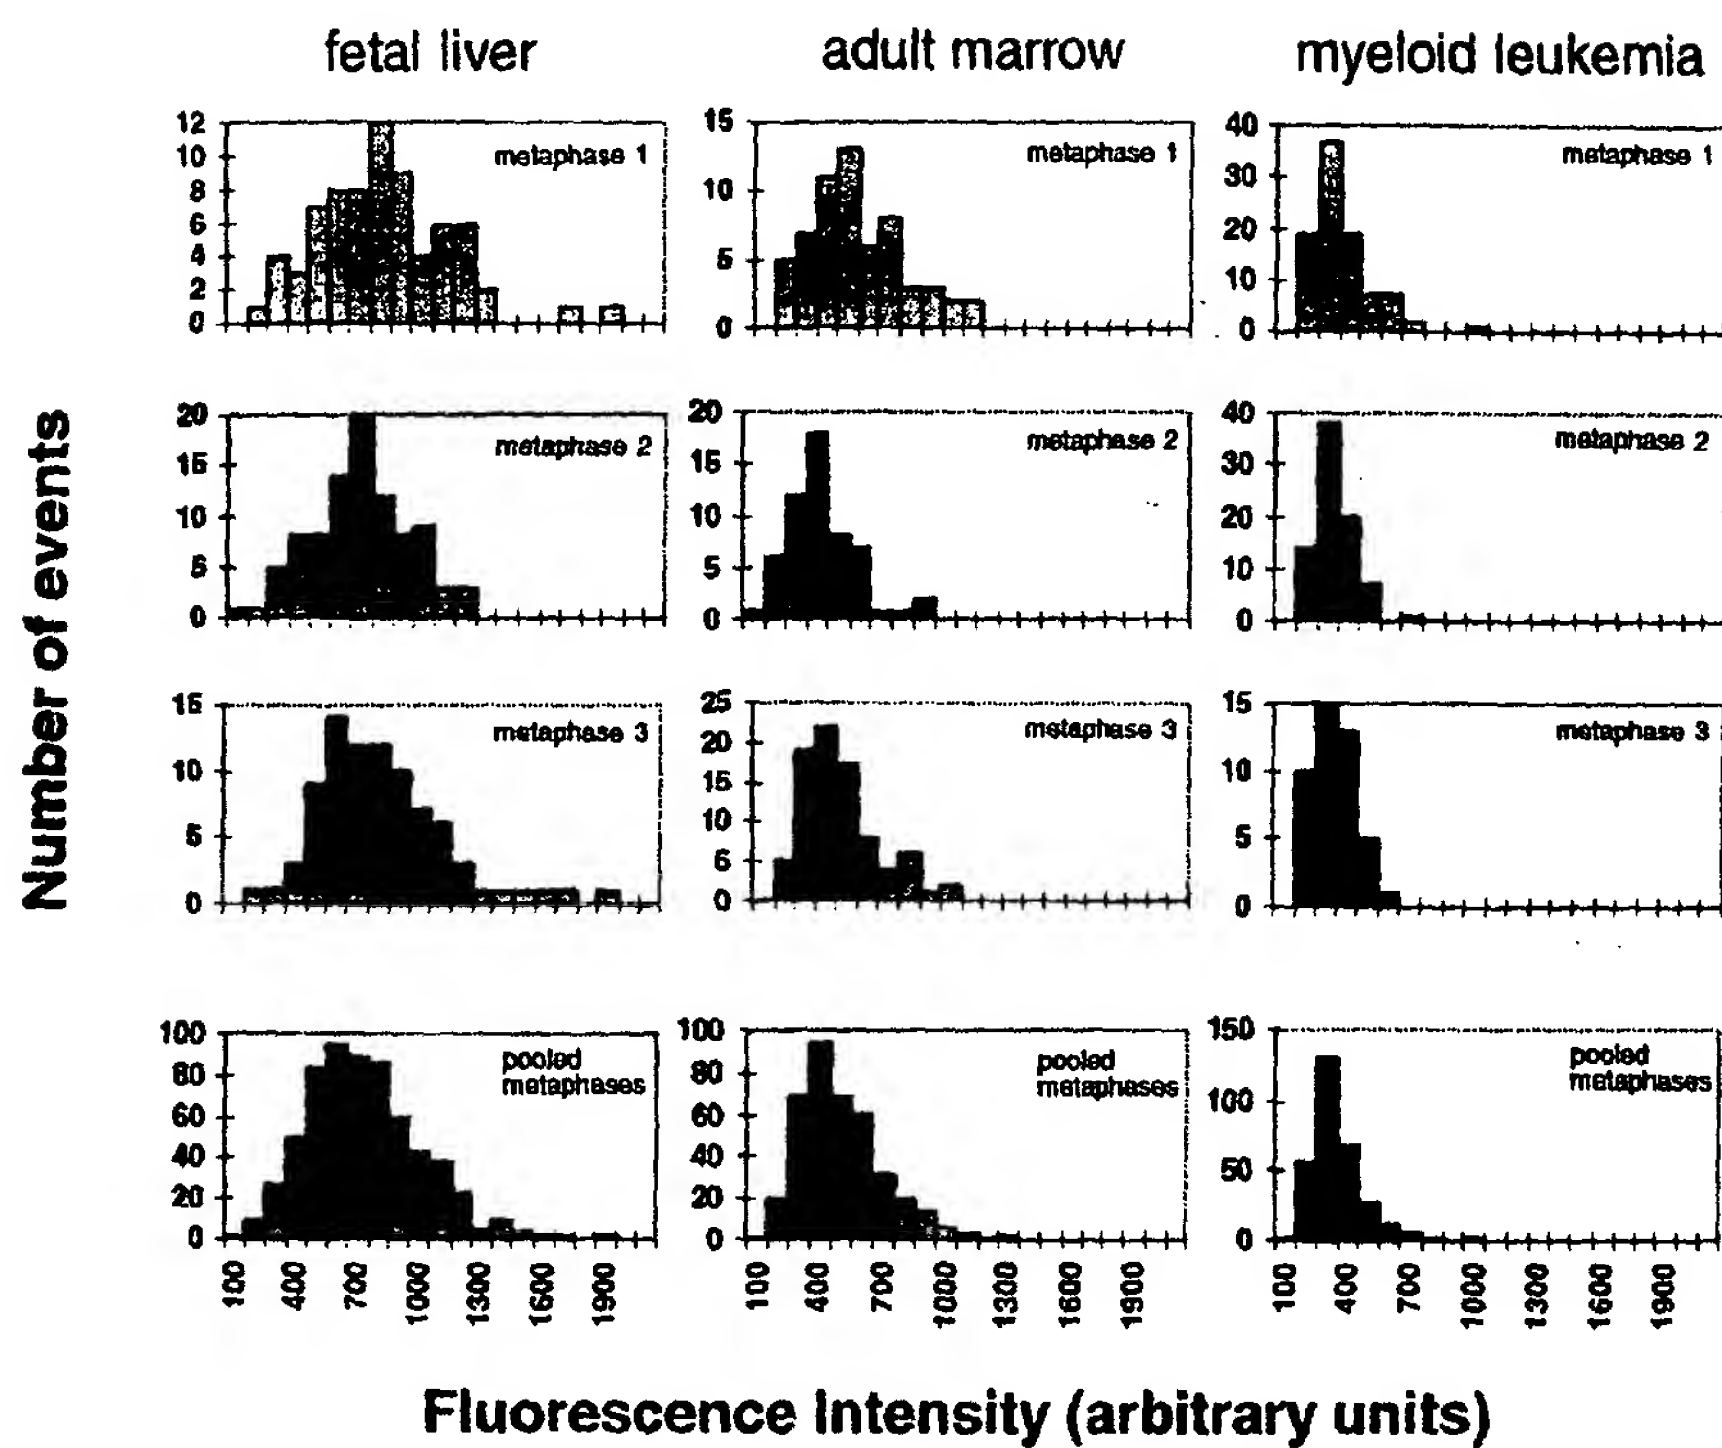 fetal liver
adult marrow
myeloid leukemia
Number of events
12
10
8
6
4
2
0
metaphase 1
15
10
5
0
metaphase 1
40
30
20
10
0
metaphase 1
20
15
10
5
0
metaphase 2
20
15
10
5
0
metaphase 2
40
30
20
10
0
metaphase 2
15
10
5
0
metaphase 3
25
20
15
10
6
0
metaphase 3
15
10
5
0
metaphase 3
100
80
60
40
20
0
pooled
metaphases
100
80
60
40
20
0
pooled
metaphases
150
100
50
0
pooled
metaphases
100 400 700 1000 1300 1600 1900
100 400 700 1000 1300 1600 1900
100 400 700 1000 1300 1600 1900
Fluorescence Intensity (arbitrary units)